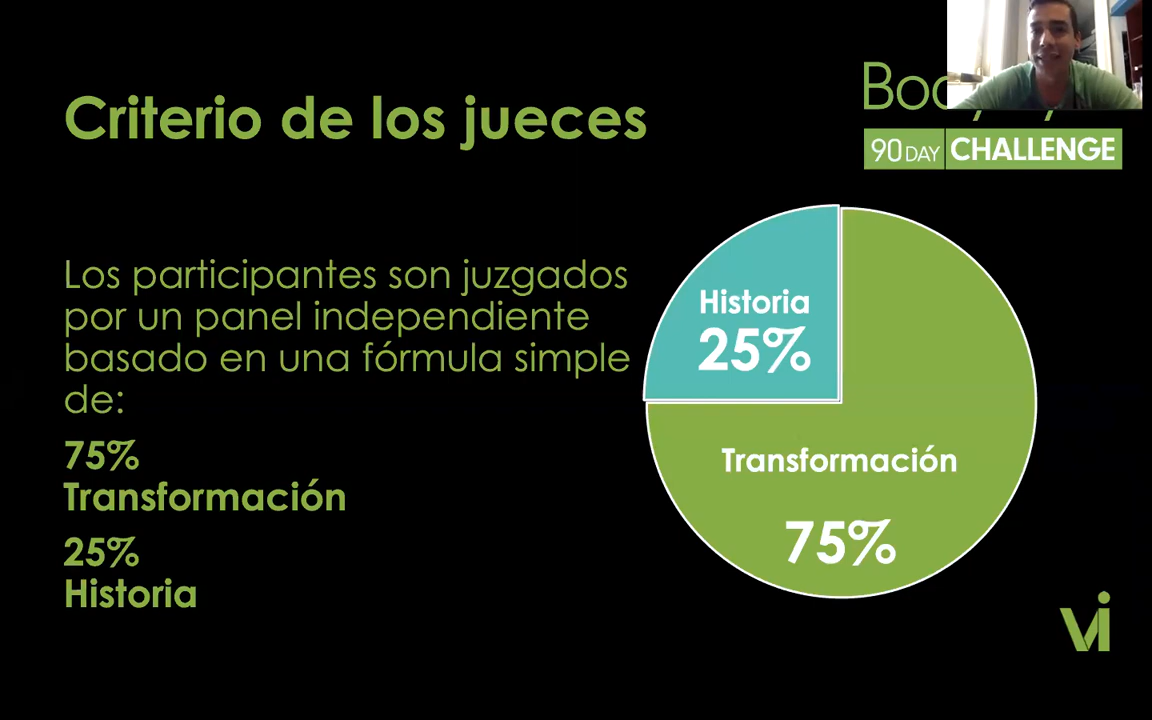 Criterio de los jueces
90 DAY CHALLENGE
Los participantes son juzgados
por un panel independiente
basado en una fórmula simple
de:
75%
Transformación
25%
Historia
Historia
25%
Transformación
75%
Vi